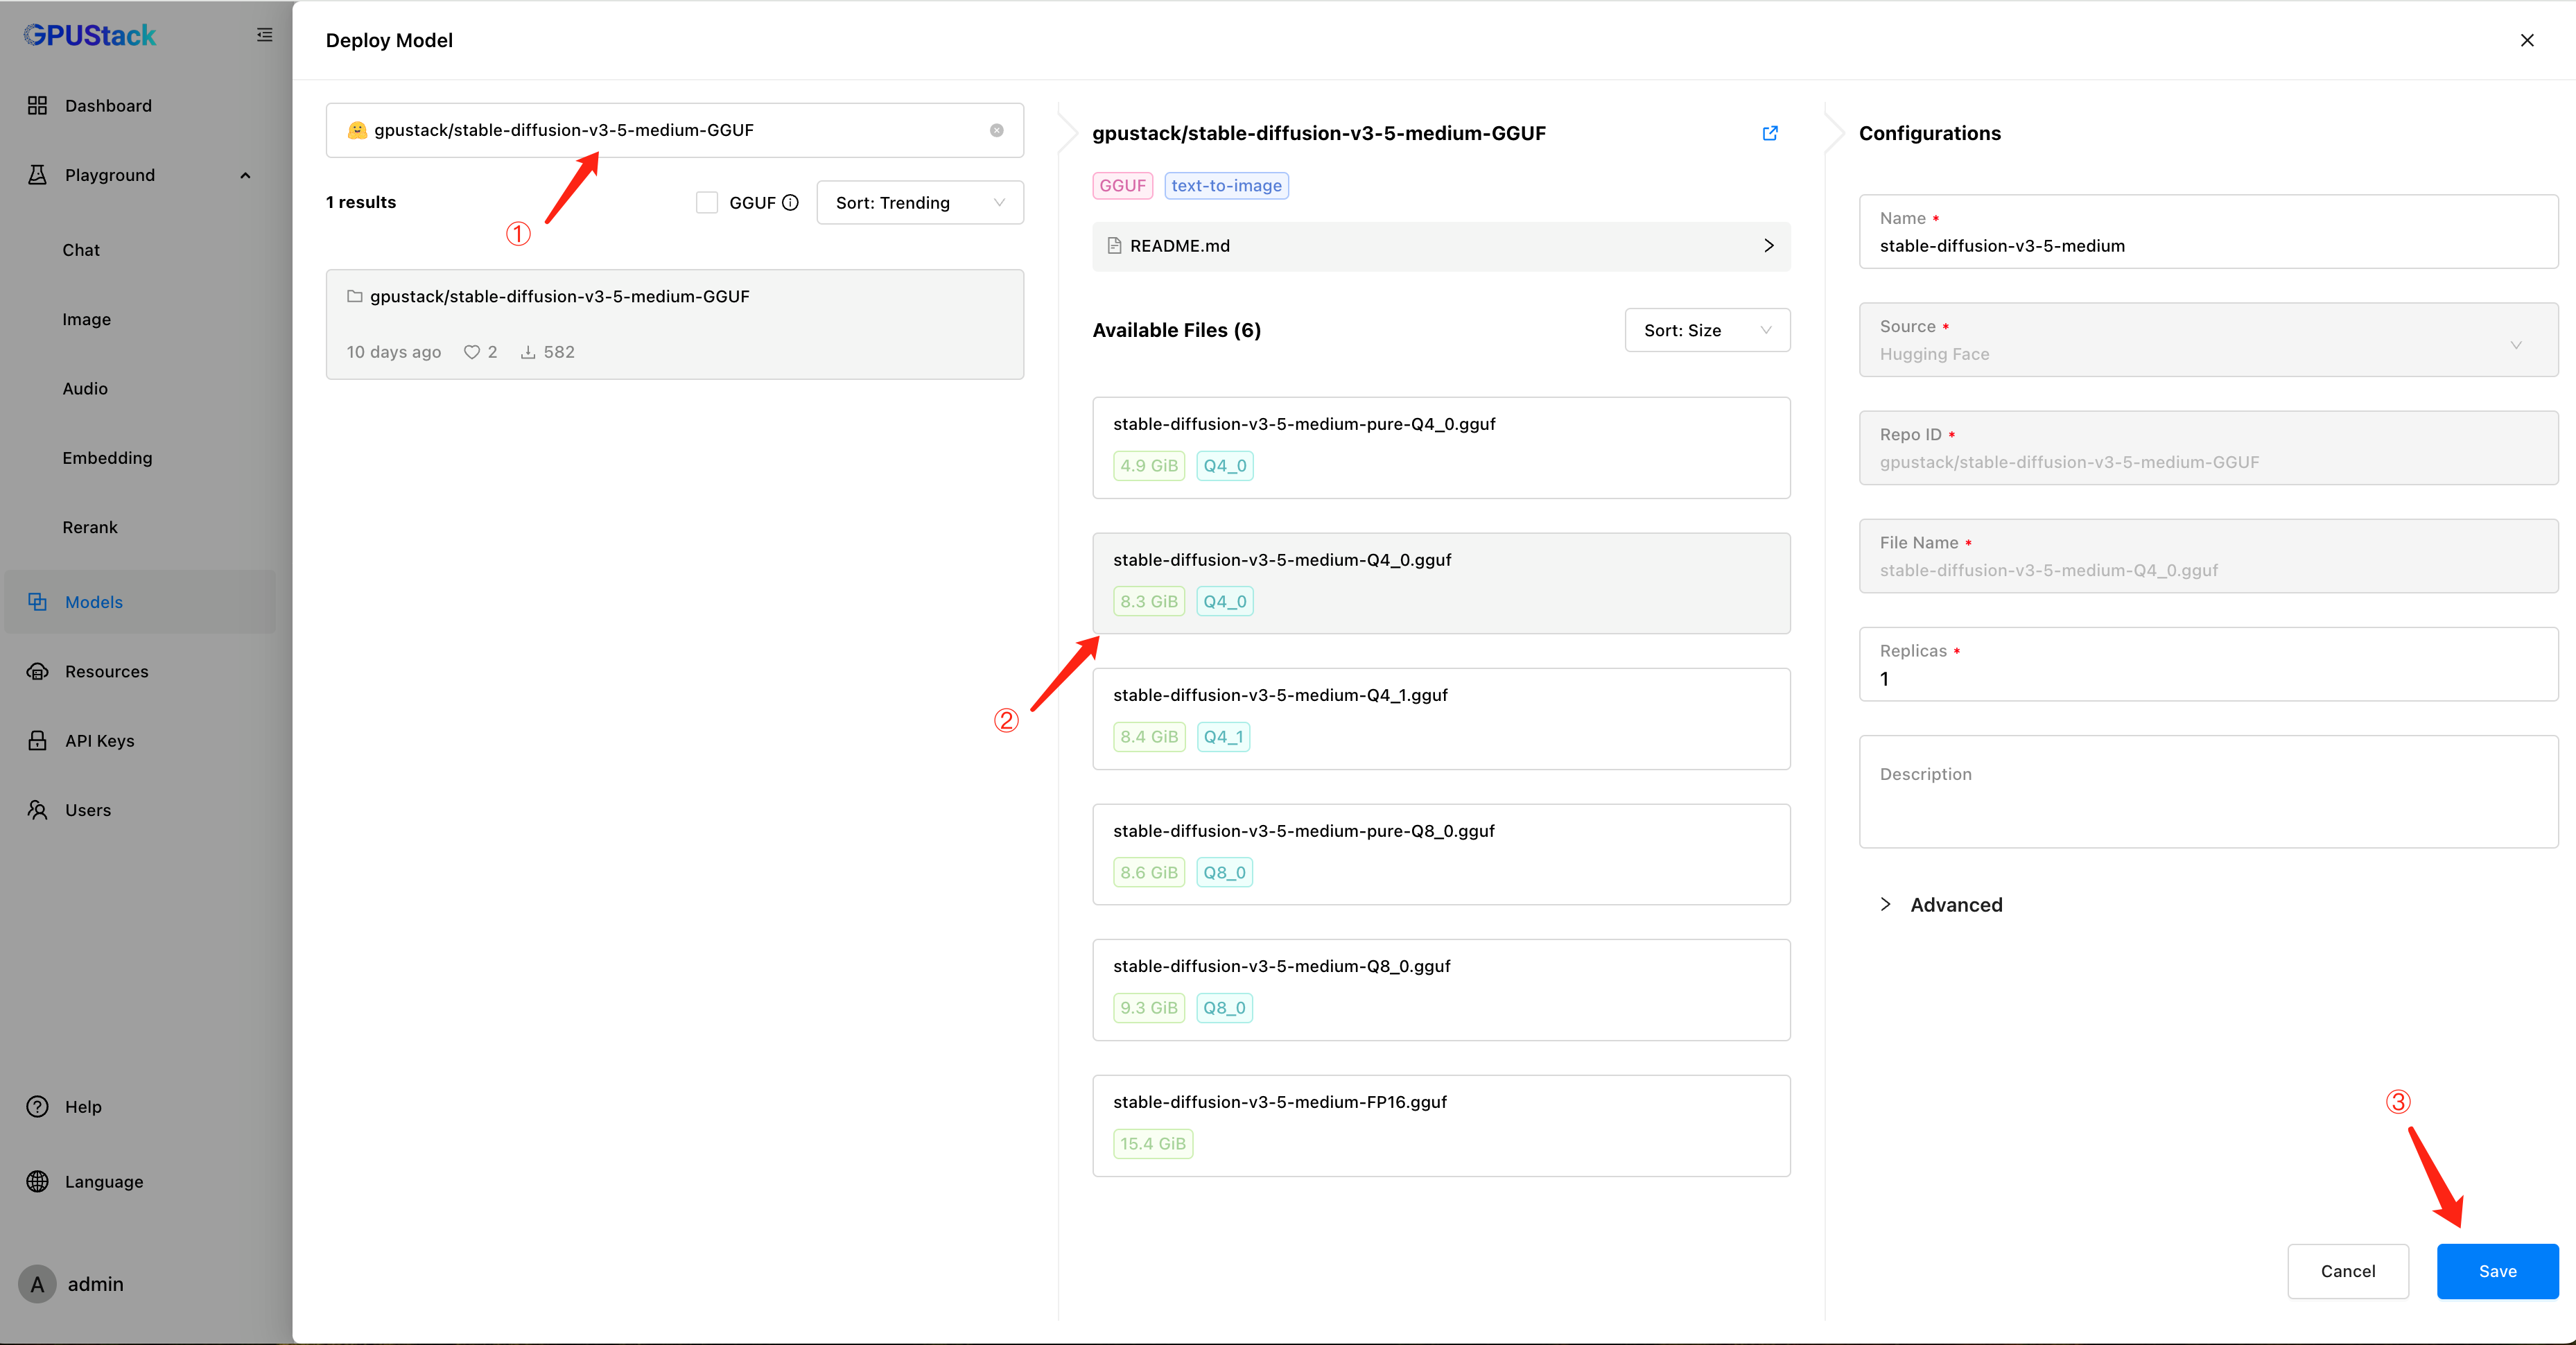 GPUStack
Dashboard
Playground
Chat
Image
Audio
Embedding
Rerank
Models
Resources
API Keys
Users
Help
Language
A admin
Deploy Model
gpustack/stable-diffusion-v3-5-medium-GGUF
①
1 results
GGUF
Sort: Trending
gpustack/stable-diffusion-v3-5-medium-GGUF
10 days ago 2 582
gpustack/stable-diffusion-v3-5-medium-GGUF
GGUF text-to-image
README.md
Available Files (6)
Sort: Size
stable-diffusion-v3-5-medium-pure-Q4_0.gguf
4.9 GiB Q4_0
stable-diffusion-v3-5-medium-Q4_0.gguf
8.3 GiB Q4_0
②
stable-diffusion-v3-5-medium-Q4_1.gguf
8.4 GiB Q4_1
stable-diffusion-v3-5-medium-pure-Q8_0.gguf
8.6 GiB Q8_0
stable-diffusion-v3-5-medium-Q8_0.gguf
9.3 GiB Q8_0
stable-diffusion-v3-5-medium-FP16.gguf
15.4 GiB
Configurations
Name *
stable-diffusion-v3-5-medium
Source *
Hugging Face
Repo ID *
gpustack/stable-diffusion-v3-5-medium-GGUF
File Name *
stable-diffusion-v3-5-medium-Q4_0.gguf
Replicas *
1
Description
Advanced
③
Cancel
Save